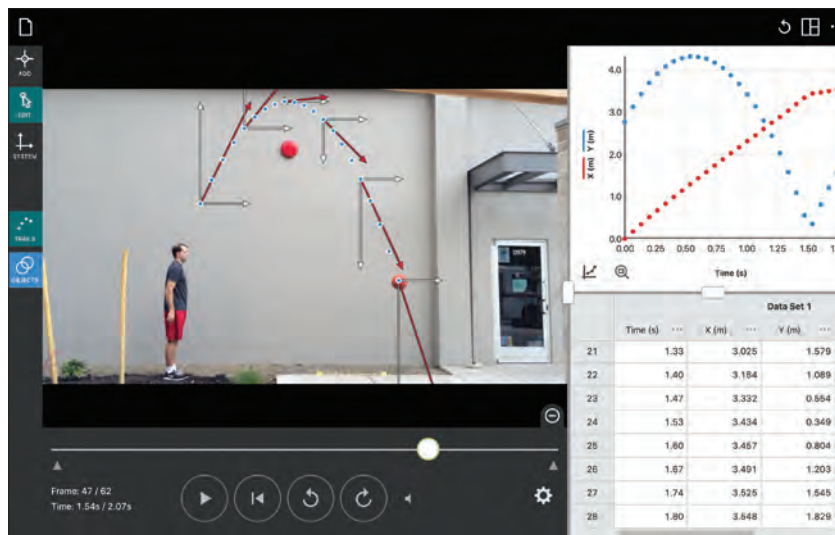 ADD
EDIT
SYSTEM
TRAILS
OBJECTS
Frame: 47 / 62
Time: 1.54s / 2.07s
X (m)
Y (m)
4.0
3.0
2.0
1.0
0.0
0.00 0.25 0.50 0.75 1.00 1.25 1.50
Time (s)
Data Set 1
Time (s) ... X (m) ... Y (m) ...
21 1.33 3.025 1.579
22 1.40 3.184 1.089
23 1.47 3.332 0.554
24 1.53 3.434 0.349
25 1.60 3.457 0.804
26 1.67 3.491 1.203
27 1.74 3.525 1.545
28 1.80 3.548 1.829